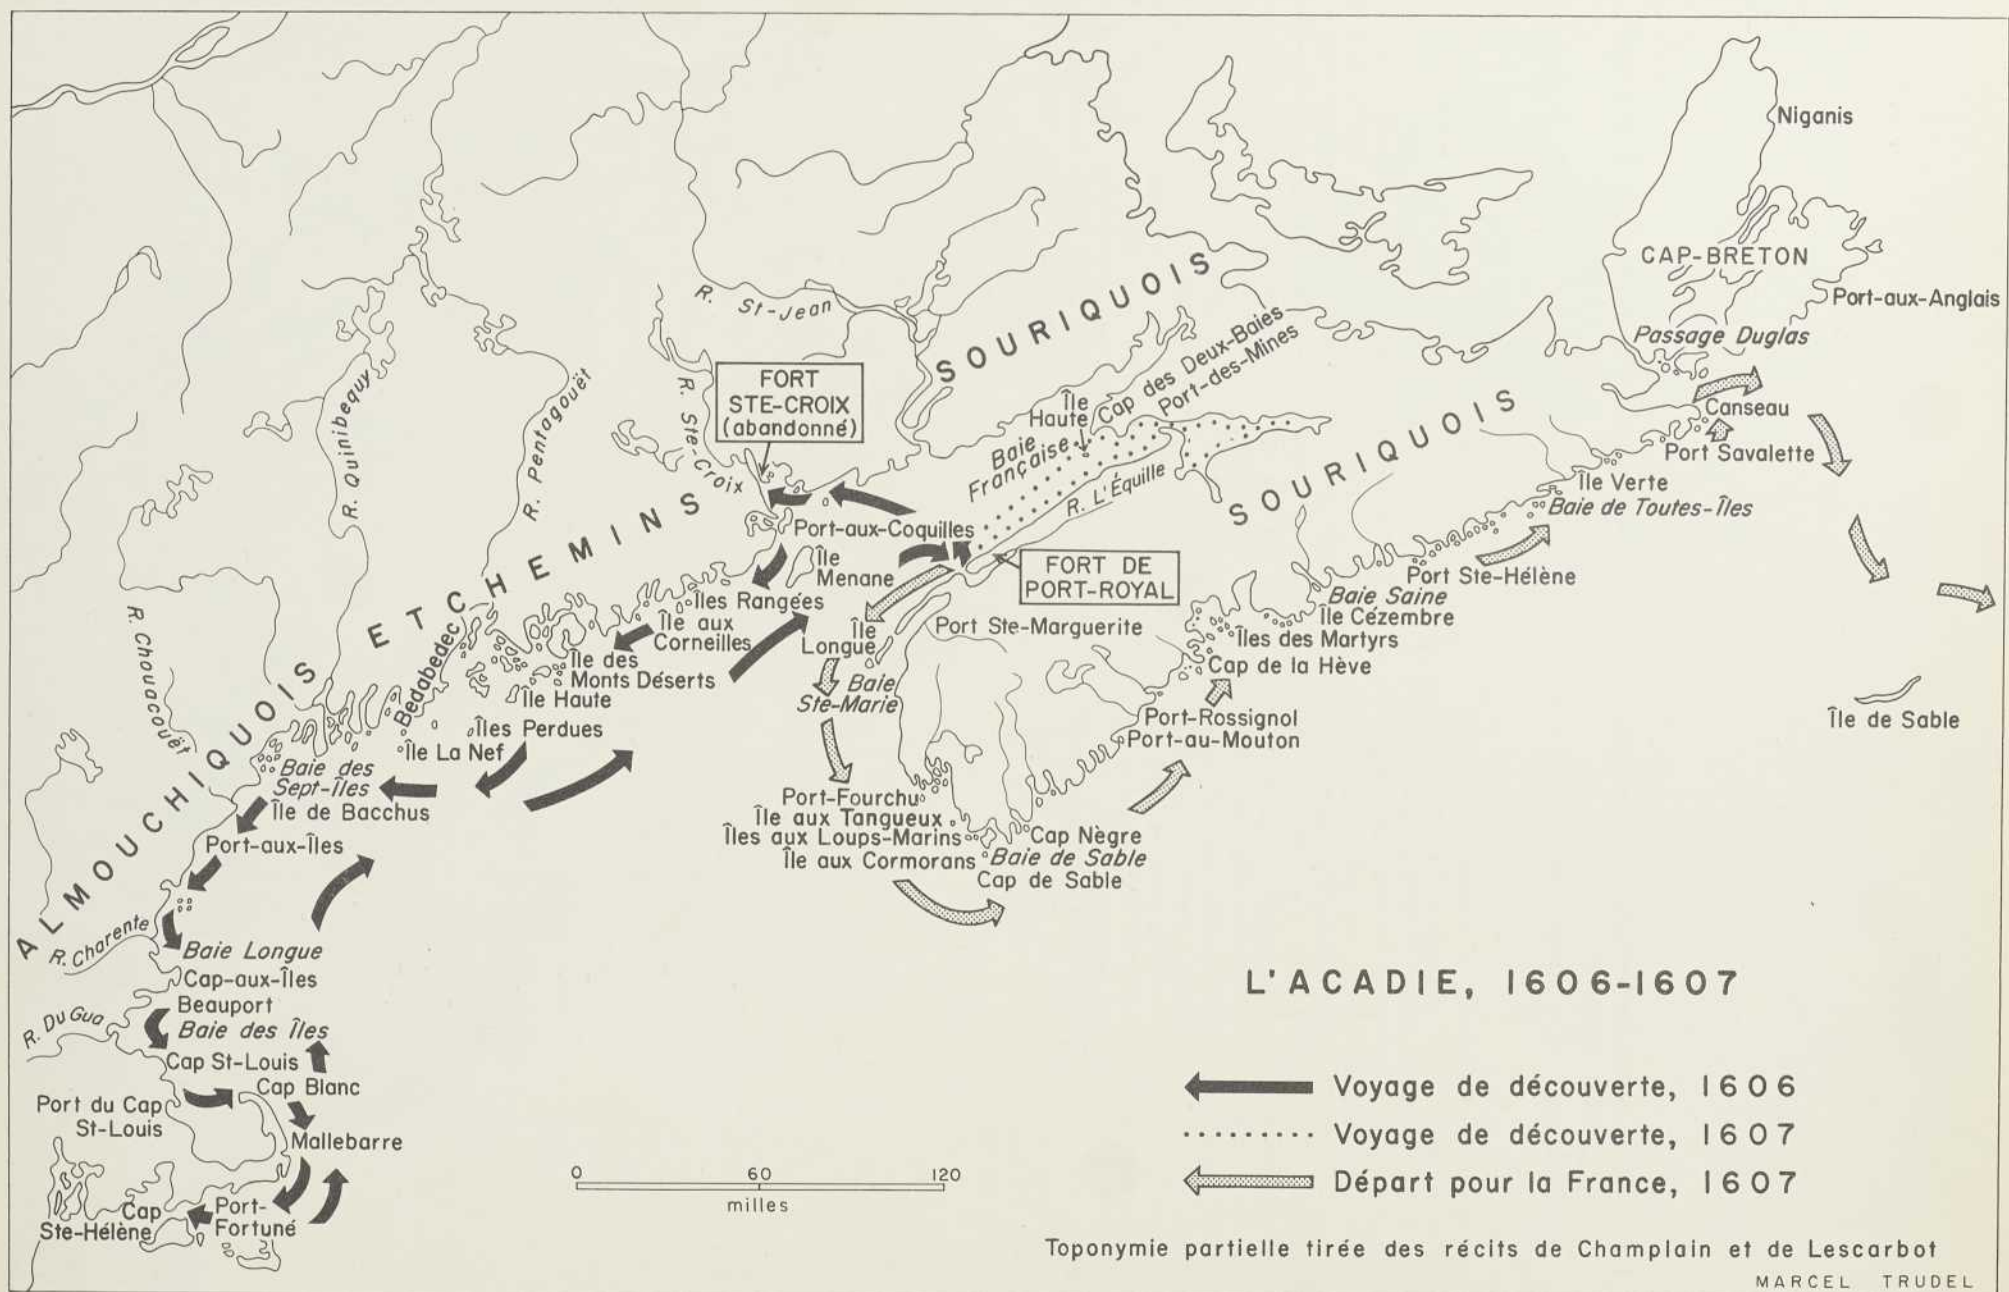 Niganis
CAP-BRETON
Port-aux-Anglais
Passage Duglas
Canseau
Port Savalette
Île Verte
Baie de Toutes-Îles
Port Ste-Hélène
Baie Saine
Île Cézembre
Îles des Martyrs
Cap de la Hève
Port-Rossignol
Port-au-Mouton
Île de Sable
SOURIQUOIS
SOURIQUOIS
R. St-Jean
Cap des Deux-Baies
Port-des-Mines
Île
Haute
Baie
Française
R. L'Équille
FORT
STE-CROIX
(abandonné)
R. Ste-Croix
R. Quinibequy
R. Pentagouët
ETCHEMINS
Port-aux-Coquilles
Île
Menane
FORT DE
PORT-ROYAL
Îles Rangées
Île aux
Corneilles
Île des
Monts Déserts
Île Haute
Îles Perdues
Île La Nef
Bedabedec
Île
Longue
Port Ste-Marguerite
Baie
Ste-Marie
Port-Fourchu
Île aux Tangueux
Îles aux Loups-Marins
Île aux Cormorans
Cap Nègre
Baie de Sable
Cap de Sable
R. Chouacouët
ALMOUCHIQUOIS
Baie des
Sept-Îles
Île de Bacchus
Port-aux-Îles
R. Charente
Baie Longue
Cap-aux-Îles
Beauport
R. Du Gua
Baie des Îles
Cap St-Louis
Cap Blanc
Port du Cap
St-Louis
Mallebarre
Cap
Ste-Hélène
Port-
Fortuné
0 60 120
milles
L'ACADIE, 1606-1607
Voyage de découverte, 1606
Voyage de découverte, 1607
Départ pour la France, 1607
Toponymie partielle tirée des récits de Champlain et de Lescarbot
MARCEL TRUDEL